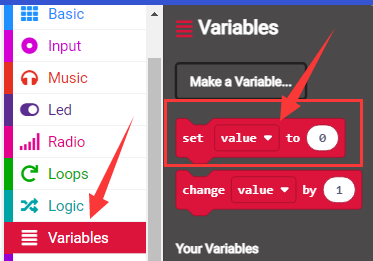 Basic
Input
Music
Led
Radio
Loops
Logic
Variables
Variables
Make a Variable...
set value to 0
change value by 1
Your Variables